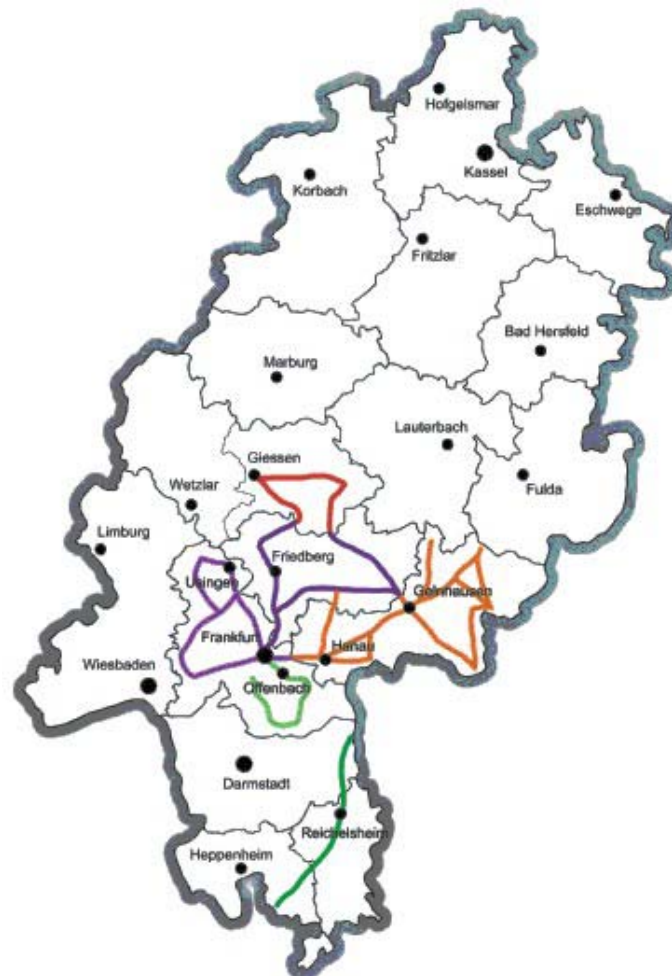 Hofgeismar
Kassel
Korbach
Eschwege
Fritzlar
Bad Hersfeld
Marburg
Lauterbach
Giessen
Fulda
Wetzlar
Limburg
Friedberg
Usingen
Gelnhausen
Frankfurt
Hanau
Wiesbaden
Offenbach
Darmstadt
Reichelsheim
Heppenheim